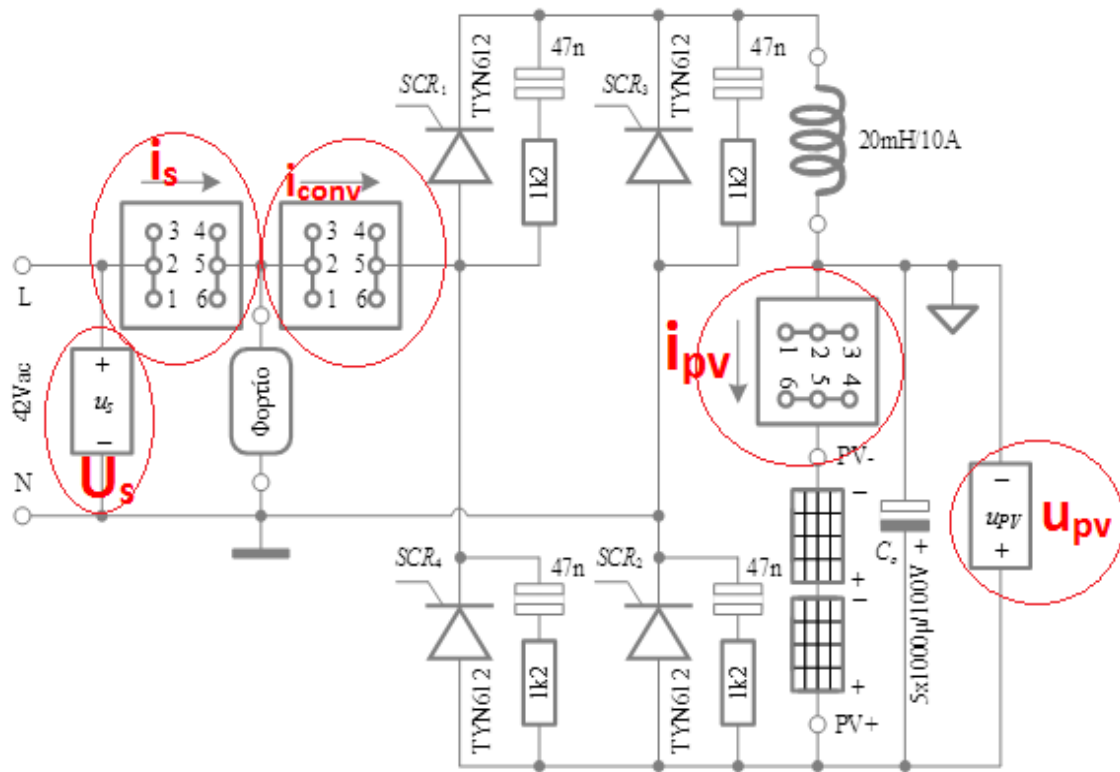 47n
47n
SCR1
TYN612
SCR3
TYN612
1k2
1k2
20mH/10A
is
iconv
3 4
2 5
1 6
3 4
2 5
1 6
L
42Vac
+
us
−
Us
N
Φορτίο
ipv
1 2 3
6 5 4
PV-
−
+
−
+
PV+
Cs
+
5x1000μ/100V
−
uPV
+
upv
SCR4
47n
SCR2
47n
TYN612
1k2
TYN612
1k2